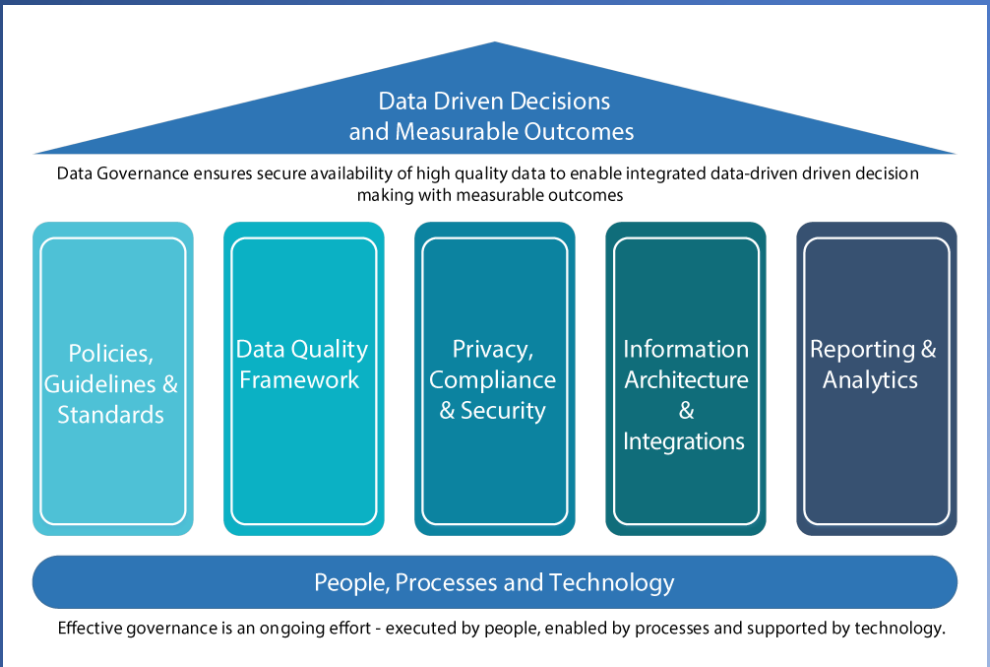 Data Driven Decisions
and Measurable Outcomes
Data Governance ensures secure availability of high quality data to enable integrated data-driven driven decision
making with measurable outcomes
Policies,
Guidelines &
Standards
Data Quality
Framework
Privacy,
Compliance
& Security
Information
Architecture
&
Integrations
Reporting &
Analytics
People, Processes and Technology
Effective governance is an ongoing effort - executed by people, enabled by processes and supported by technology.